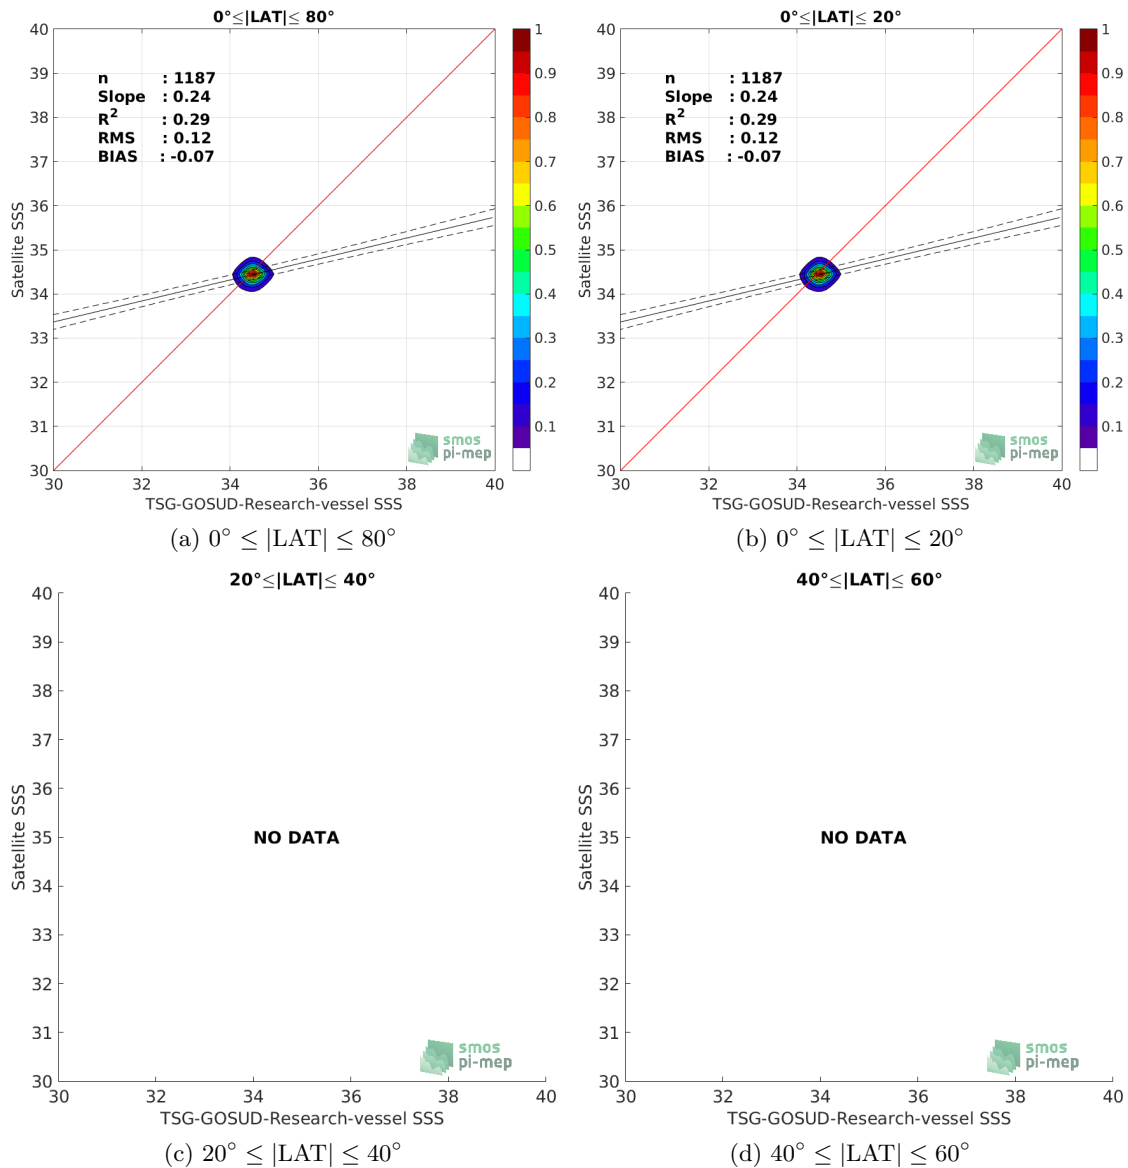 0°≤|LAT|≤ 80°
40
39
38
37
36
35
34
33
32
31
30
Satellite SSS
n : 1187
Slope : 0.24
R2 : 0.29
RMS : 0.12
BIAS : -0.07
smos
pi-mep
30 32 34 36 38 40
TSG-GOSUD-Research-vessel SSS
1
0.9
0.8
0.7
0.6
0.5
0.4
0.3
0.2
0.1
(a) 0° ≤ |LAT| ≤ 80°
0°≤|LAT|≤ 20°
40
39
38
37
36
35
34
33
32
31
30
Satellite SSS
n : 1187
Slope : 0.24
R2 : 0.29
RMS : 0.12
BIAS : -0.07
smos
pi-mep
30 32 34 36 38 40
TSG-GOSUD-Research-vessel SSS
1
0.9
0.8
0.7
0.6
0.5
0.4
0.3
0.2
0.1
(b) 0° ≤ |LAT| ≤ 20°
20°≤|LAT|≤ 40°
40
39
38
37
36
35
34
33
32
31
30
Satellite SSS
NO DATA
smos
pi-mep
30 32 34 36 38 40
TSG-GOSUD-Research-vessel SSS
(c) 20° ≤ |LAT| ≤ 40°
40°≤|LAT|≤ 60°
40
39
38
37
36
35
34
33
32
31
30
Satellite SSS
NO DATA
smos
pi-mep
30 32 34 36 38 40
TSG-GOSUD-Research-vessel SSS
(d) 40° ≤ |LAT| ≤ 60°